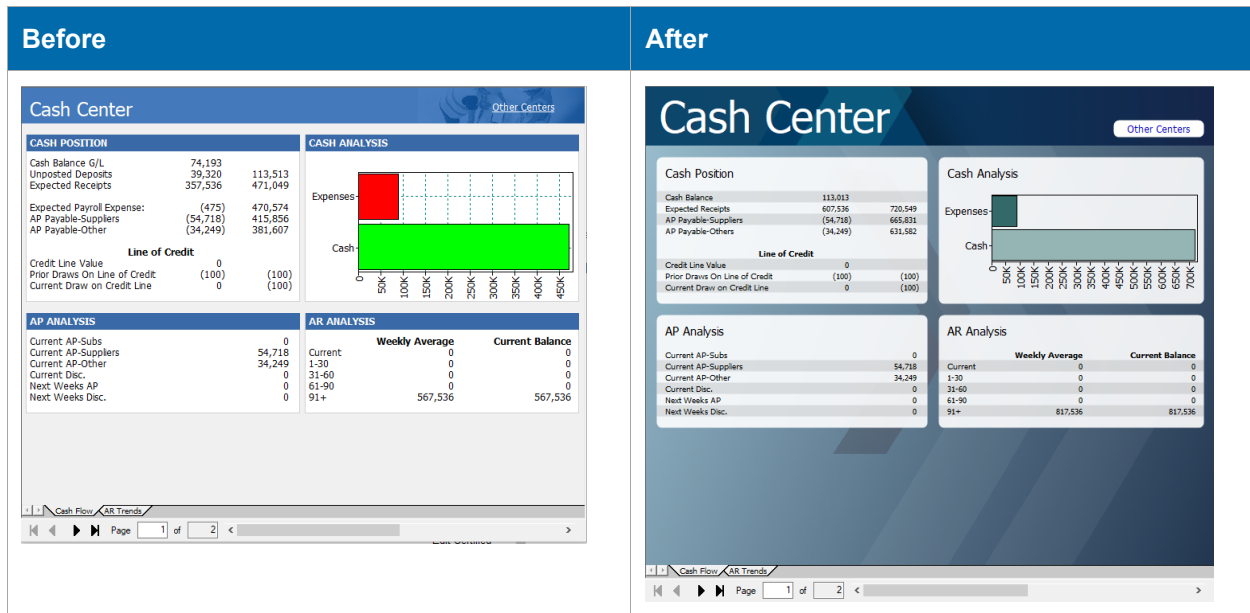 Before
After
Cash Center
Other Centers
CASH POSITION
Cash Balance G/L 74,193
Unposted Deposits 39,320 113,513
Expected Receipts 357,536 471,049
Expected Payroll Expense: (475) 470,574
AP Payable-Suppliers (54,718) 415,856
AP Payable-Other (34,249) 381,607
Line of Credit
Credit Line Value 0
Prior Draws On Line of Credit (100) (100)
Current Draw on Credit Line 0 (100)
CASH ANALYSIS
Expenses
Cash
0 50K 100K 150K 200K 250K 300K 350K 400K 450K
AP ANALYSIS
Current AP-Subs 0
Current AP-Suppliers 54,718
Current AP-Other 34,249
Current Disc. 0
Next Weeks AP 0
Next Weeks Disc. 0
AR ANALYSIS
Weekly Average Current Balance
Current 0 0
1-30 0 0
31-60 0 0
61-90 0 0
91+ 567,536 567,536
Cash Flow AR Trends
Page 1 of 2
Cash Center
Other Centers
Cash Position
Cash Balance 113,013
Expected Receipts 607,536 720,549
AP Payable-Suppliers (54,718) 665,831
AP Payable-Others (34,249) 631,582
Line of Credit
Credit Line Value 0
Prior Draws On Line of Credit (100) (100)
Current Draw on Credit Line 0 (100)
Cash Analysis
Expenses
Cash
0 50K 100K 150K 200K 250K 300K 350K 400K 450K 500K 550K 600K 650K 700K
AP Analysis
Current AP-Subs 0
Current AP-Suppliers 54,718
Current AP-Other 34,249
Current Disc. 0
Next Weeks AP 0
Next Weeks Disc. 0
AR Analysis
Weekly Average Current Balance
Current 0 0
1-30 0 0
31-60 0 0
61-90 0 0
91+ 817,536 817,536
Cash Flow AR Trends
Page 1 of 2